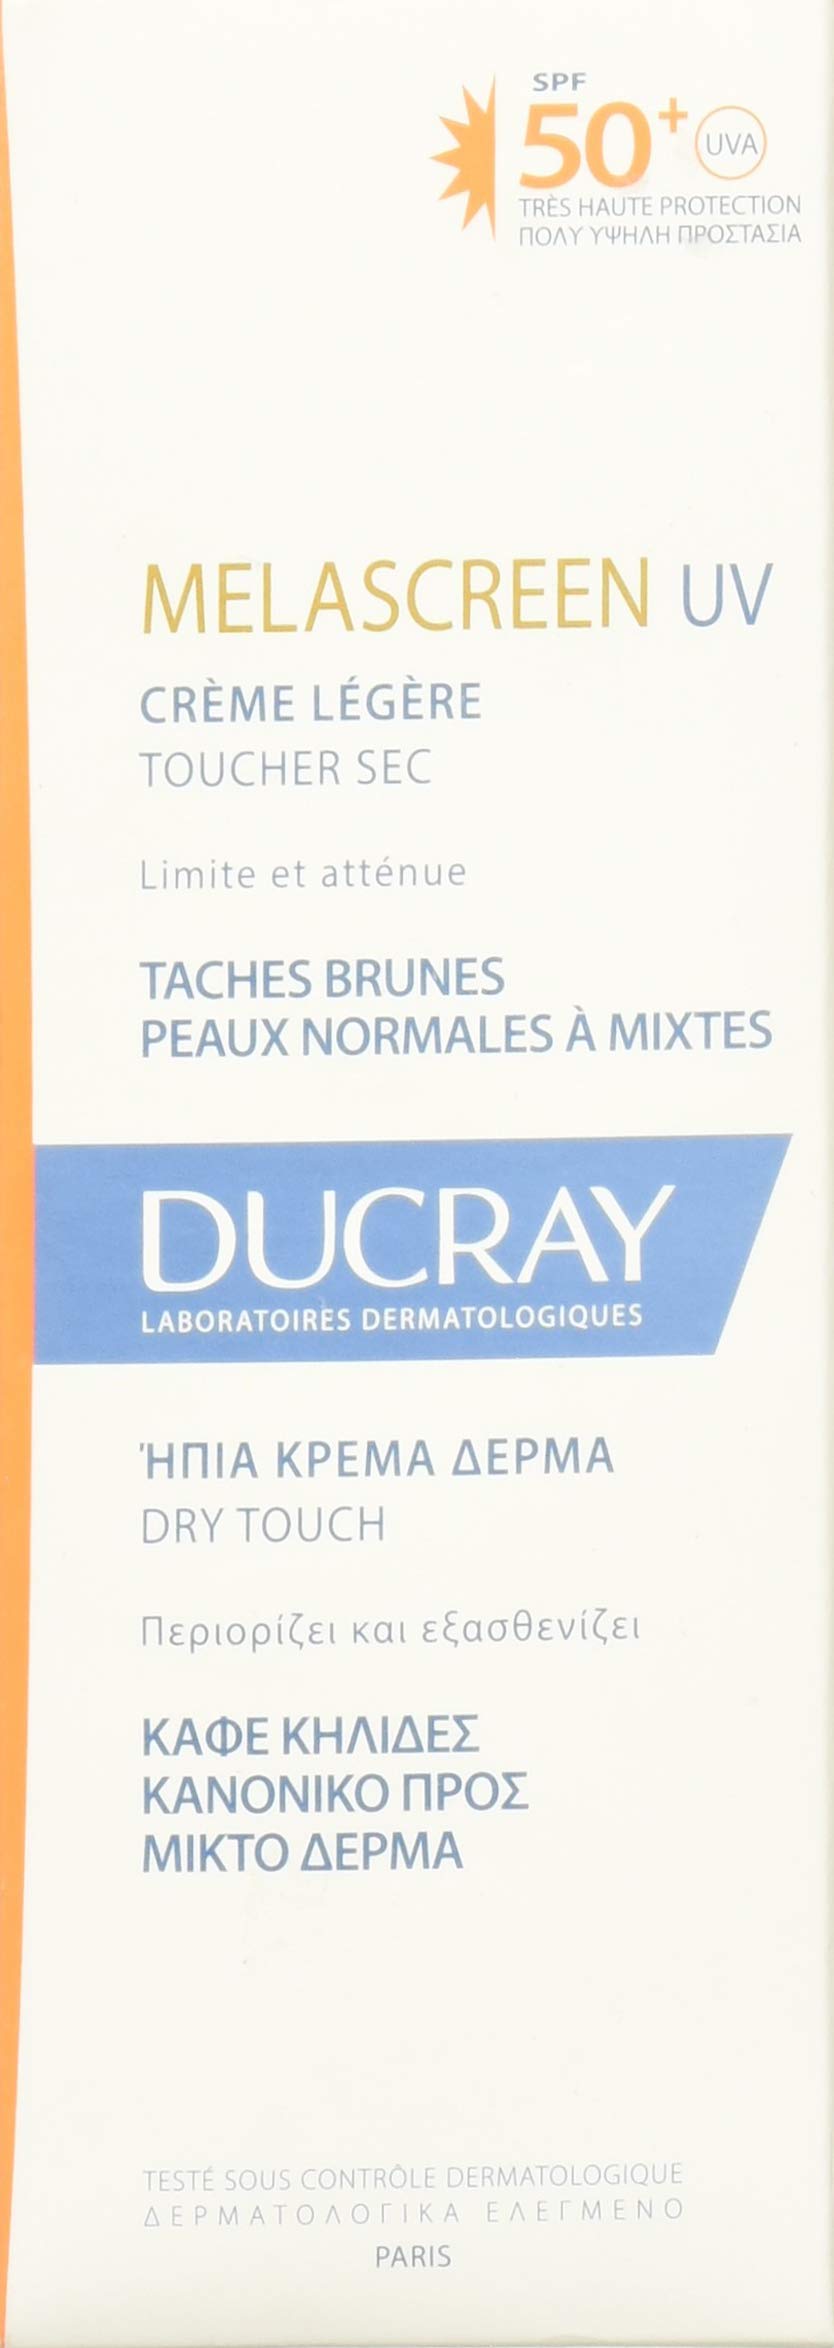 SPF
50+ UVA
TRÈS HAUTE PROTECTION
ΠΟΛΥ ΥΨΗΛΗ ΠΡΟΣΤΑΣΙΑ
MELASCREEN UV
CRÈME LÉGÈRE
TOUCHER SEC
Limite et atténue
TACHES BRUNES
PEAUX NORMALES À MIXTES
DUCRAY
LABORATOIRES DERMATOLOGIQUES
ΉΠΙΑ ΚΡΕΜΑ ΔΕΡΜΑ
DRY TOUCH
Περιορίζει και εξασθενίζει
ΚΑΦΕ ΚΗΛΙΔΕΣ
ΚΑΝΟΝΙΚΟ ΠΡΟΣ
ΜΙΚΤΟ ΔΕΡΜΑ
TESTÉ SOUS CONTRÔLE DERMATOLOGIQUE
ΔΕΡΜΑΤΟΛΟΓΙΚΑ ΕΛΕΓΜΕΝΟ
PARIS